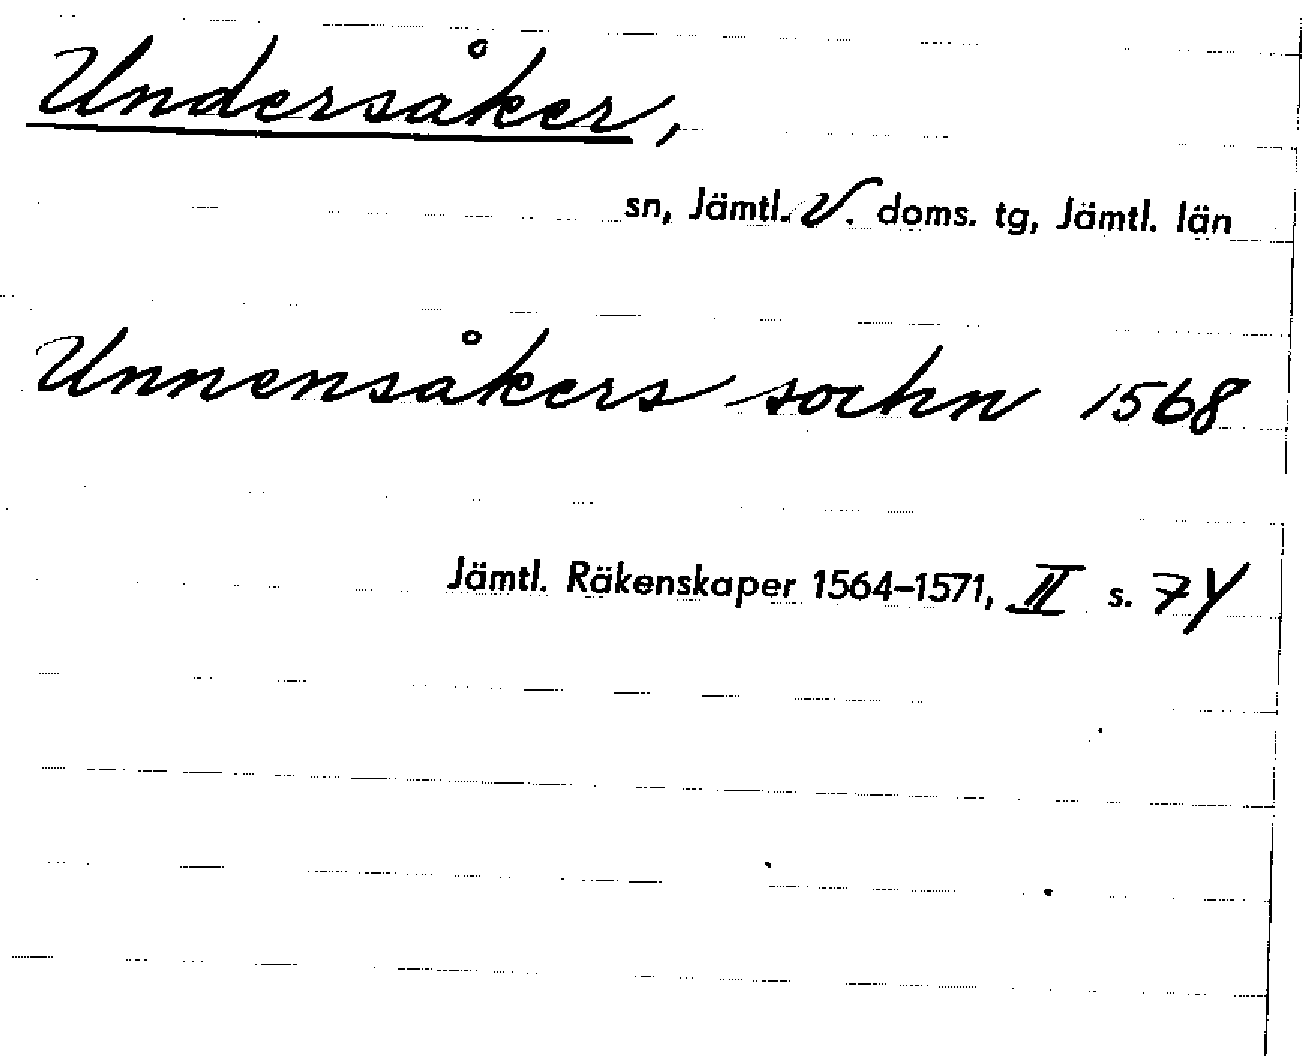 Undersåker,
sn, Jämtl. V. doms. tg, Jämtl. län
Unnensåkers sochn 1568
Jämtl. Räkenskaper 1564–1571, II s. 74